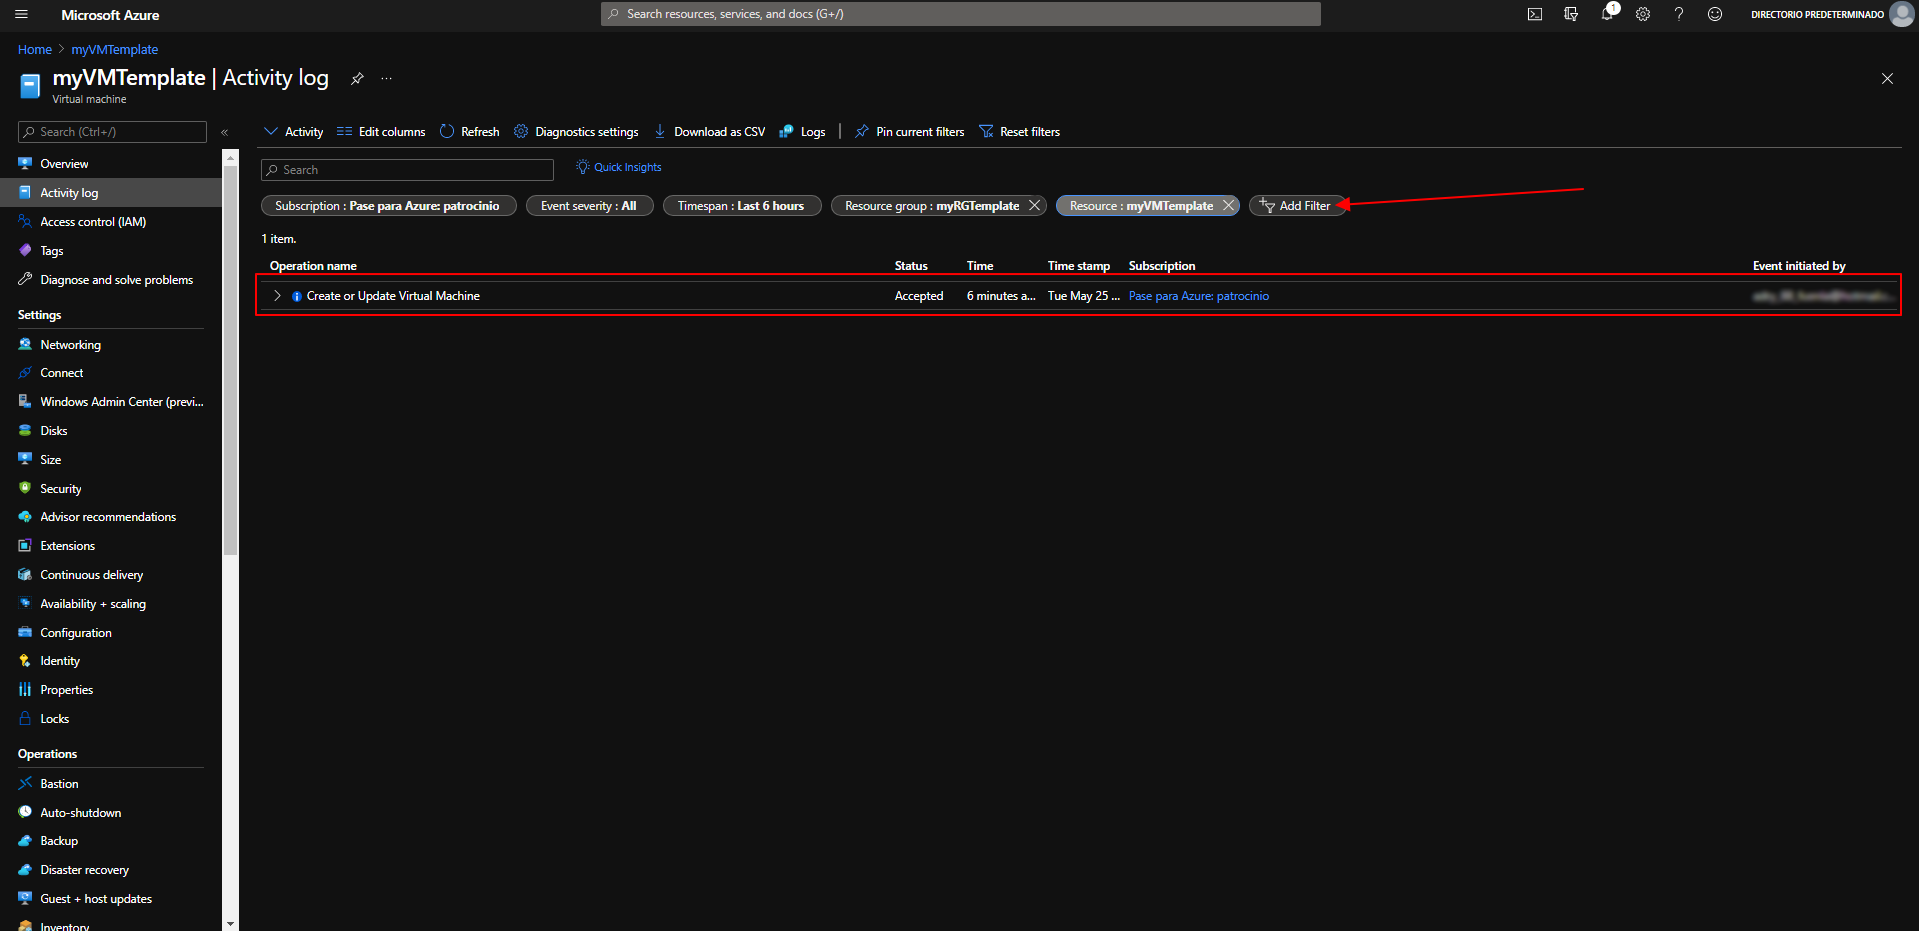 Microsoft Azure
Search resources, services, and docs (G+/)
1
DIRECTORIO PREDETERMINADO
Home > myVMTemplate
myVMTemplate | Activity log
Virtual machine
Search (Ctrl+/)
«
Activity
Edit columns
Refresh
Diagnostics settings
Download as CSV
Logs
Pin current filters
Reset filters
Search
Quick Insights
Subscription : Pase para Azure: patrocinio
Event severity : All
Timespan : Last 6 hours
Resource group : myRGTemplate
Resource : myVMTemplate
Add Filter
1 item.
Operation name Status Time Time stamp Subscription Event initiated by
Create or Update Virtual Machine Accepted 6 minutes a... Tue May 25 ... Pase para Azure: patrocinio
Overview
Activity log
Access control (IAM)
Tags
Diagnose and solve problems
Settings
Networking
Connect
Windows Admin Center (previ...
Disks
Size
Security
Advisor recommendations
Extensions
Continuous delivery
Availability + scaling
Configuration
Identity
Properties
Locks
Operations
Bastion
Auto-shutdown
Backup
Disaster recovery
Guest + host updates
Inventory